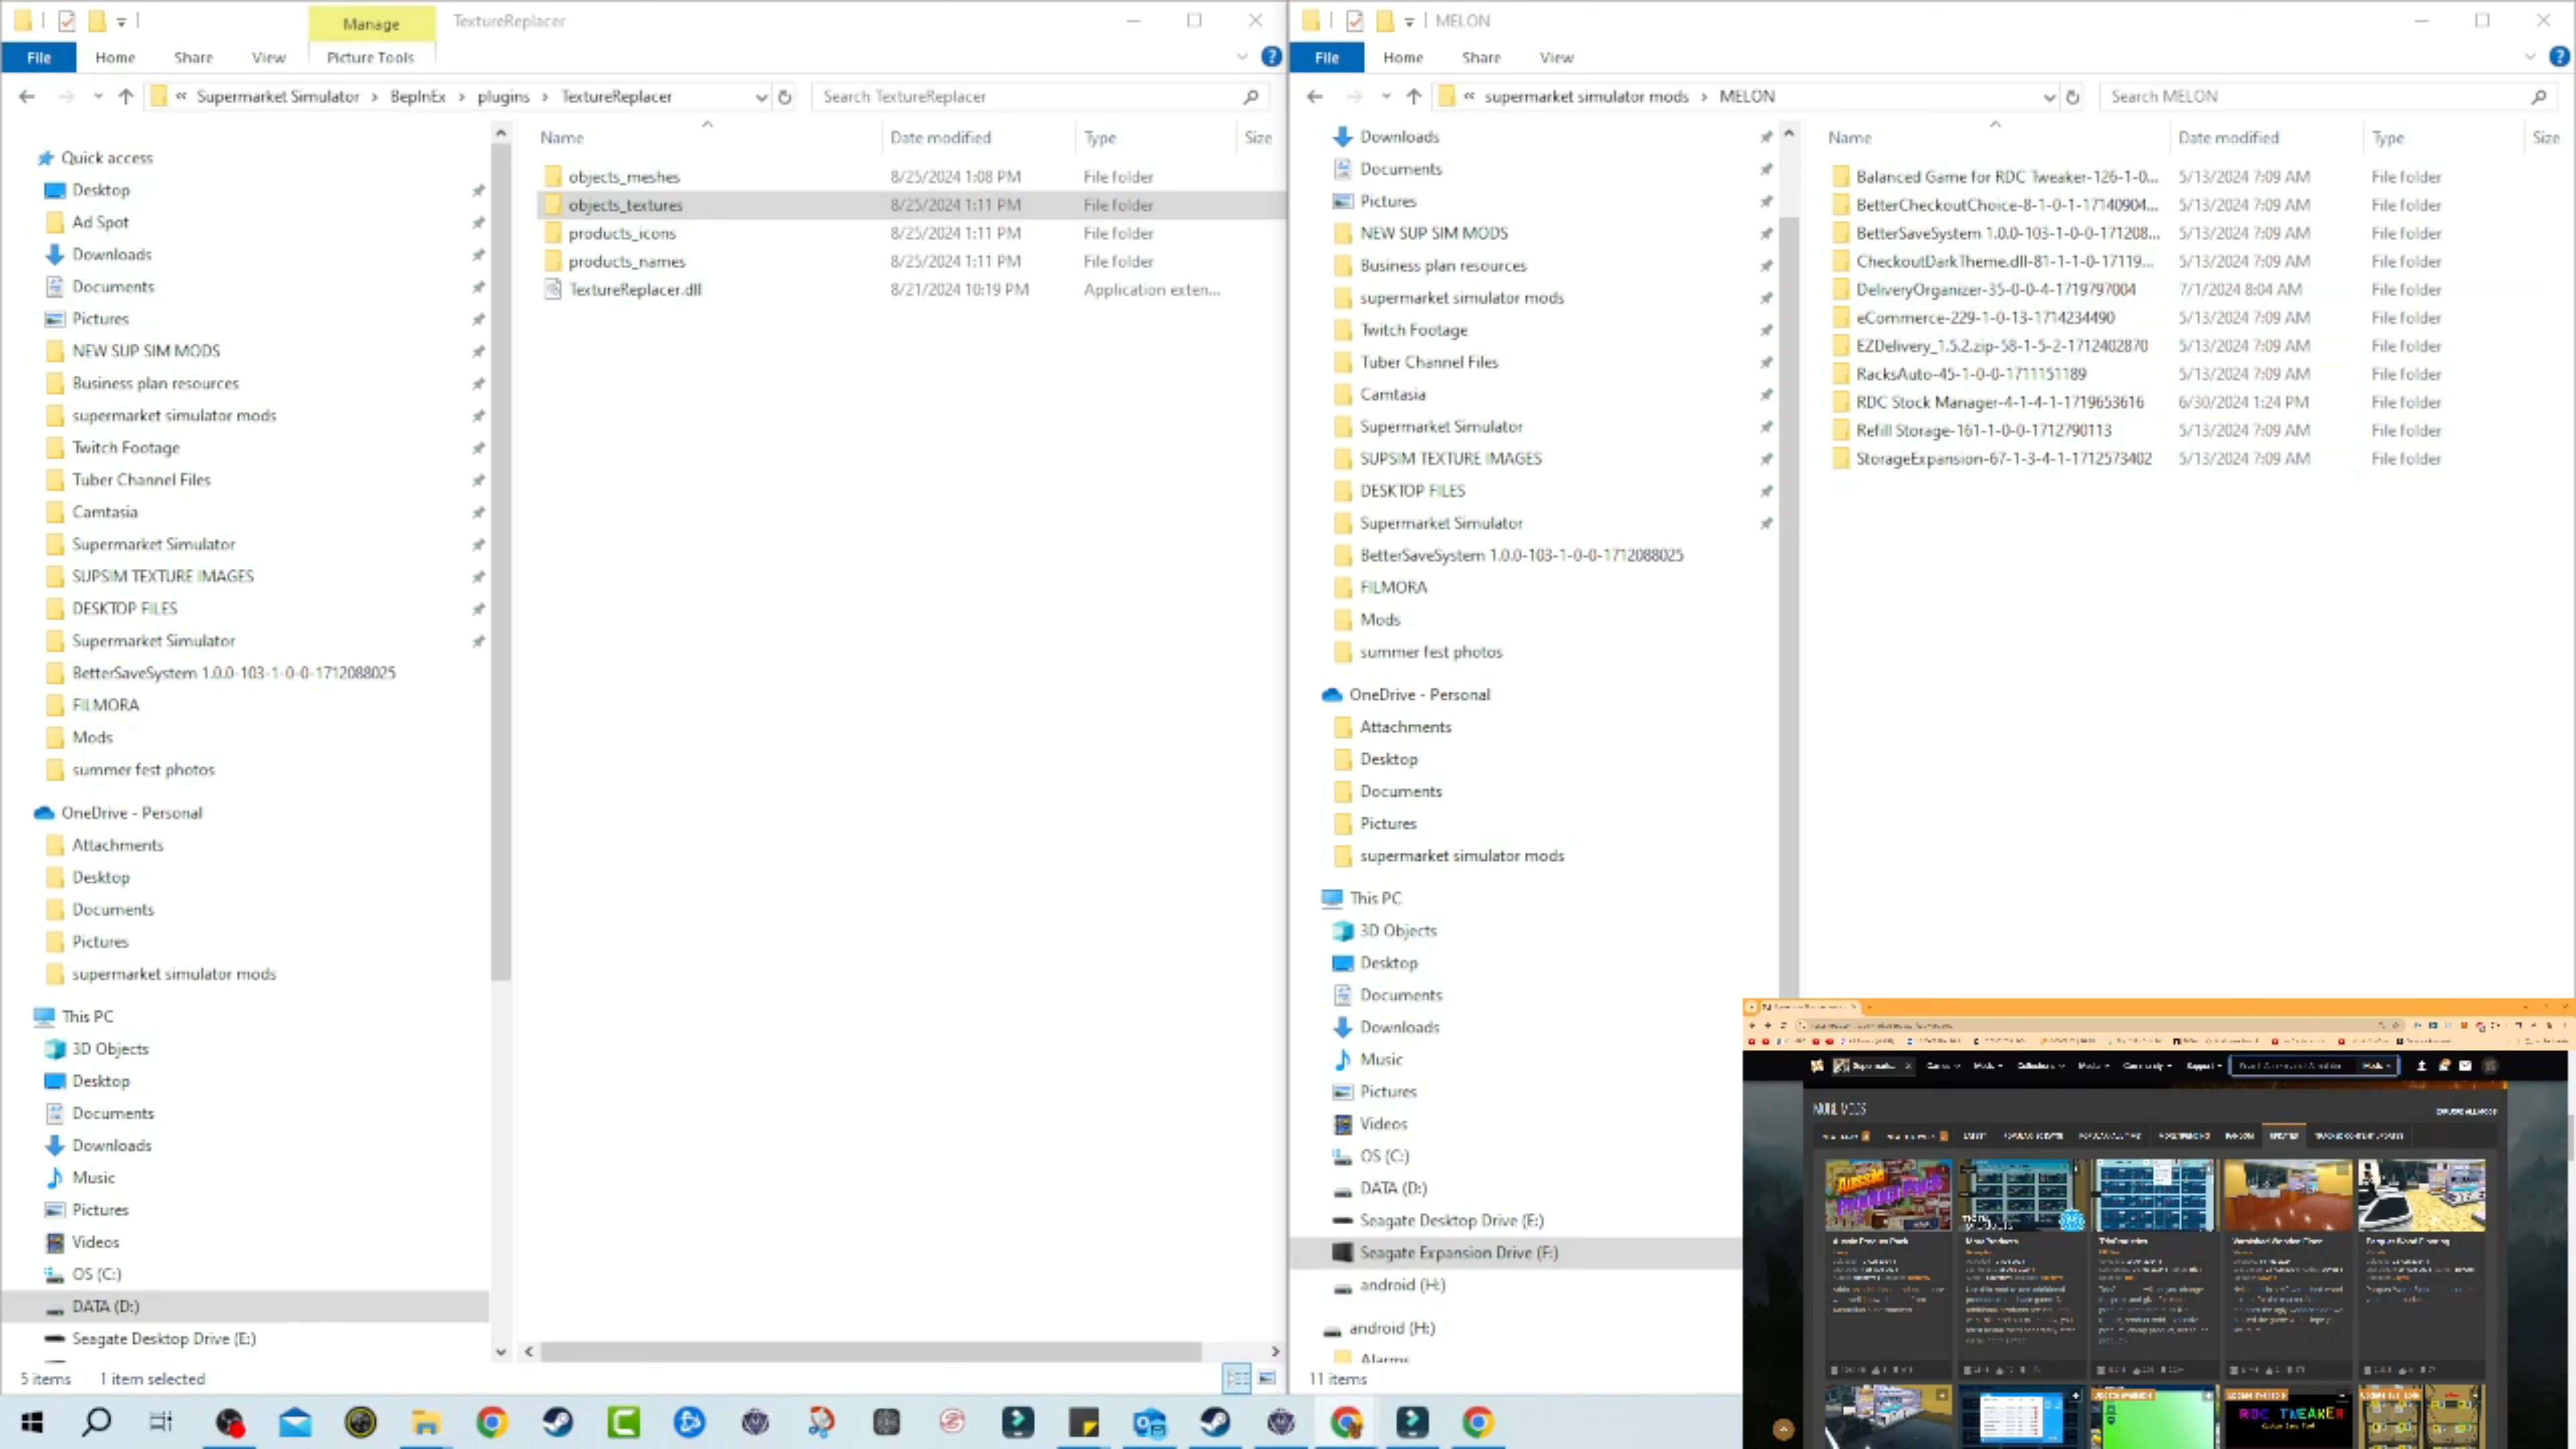 Manage
TextureReplacer
File
Home
Share
View
Picture Tools
« Supermarket Simulator › BepInEx › plugins › TextureReplacer
Search TextureReplacer
Name
Date modified
Type
Size
Quick access
Desktop
Ad Spot
Downloads
Documents
Pictures
NEW SUP SIM MODS
Business plan resources
supermarket simulator mods
Twitch Footage
Tuber Channel Files
Camtasia
Supermarket Simulator
SUPSIM TEXTURE IMAGES
DESKTOP FILES
Supermarket Simulator
BetterSaveSystem 1.0.0-103-1-0-0-1712088025
FILMORA
Mods
summer fest photos
OneDrive - Personal
Attachments
Desktop
Documents
Pictures
supermarket simulator mods
This PC
3D Objects
Desktop
Documents
Downloads
Music
Pictures
Videos
OS (C:)
DATA (D:)
Seagate Desktop Drive (E:)
objects_meshes 8/25/2024 1:08 PM File folder
objects_textures 8/25/2024 1:11 PM File folder
products_icons 8/25/2024 1:11 PM File folder
products_names 8/25/2024 1:11 PM File folder
TextureReplacer.dll 8/21/2024 10:19 PM Application exten...
5 items 1 item selected
MELON
File
Home
Share
View
« supermarket simulator mods › MELON
Search MELON
Name
Date modified
Type
Size
Downloads
Documents
Pictures
NEW SUP SIM MODS
Business plan resources
supermarket simulator mods
Twitch Footage
Tuber Channel Files
Camtasia
Supermarket Simulator
SUPSIM TEXTURE IMAGES
DESKTOP FILES
Supermarket Simulator
BetterSaveSystem 1.0.0-103-1-0-0-1712088025
FILMORA
Mods
summer fest photos
OneDrive - Personal
Attachments
Desktop
Documents
Pictures
supermarket simulator mods
This PC
3D Objects
Desktop
Documents
Downloads
Music
Pictures
Videos
OS (C:)
DATA (D:)
Seagate Desktop Drive (E:)
Seagate Expansion Drive (F:)
android (H:)
android (H:)
Alarms
Balanced Game for RDC Tweaker-126-1-0... 5/13/2024 7:09 AM File folder
BetterCheckoutChoice-8-1-0-1-17140904... 5/13/2024 7:09 AM File folder
BetterSaveSystem 1.0.0-103-1-0-0-171208... 5/13/2024 7:09 AM File folder
CheckoutDarkTheme.dll-81-1-1-0-17119... 5/13/2024 7:09 AM File folder
DeliveryOrganizer-35-0-0-4-1719797004 7/1/2024 8:04 AM File folder
eCommerce-229-1-0-13-1714234490 5/13/2024 7:09 AM File folder
EZDelivery_1.5.2.zip-58-1-5-2-1712402870 5/13/2024 7:09 AM File folder
RacksAuto-45-1-0-0-1711151189 5/13/2024 7:09 AM File folder
RDC Stock Manager-4-1-4-1-1719653616 6/30/2024 1:24 PM File folder
Refill Storage-161-1-0-0-1712790113 5/13/2024 7:09 AM File folder
StorageExpansion-67-1-3-4-1-1712573402 5/13/2024 7:09 AM File folder
11 items
MORE MODS
RDC TWEAKER